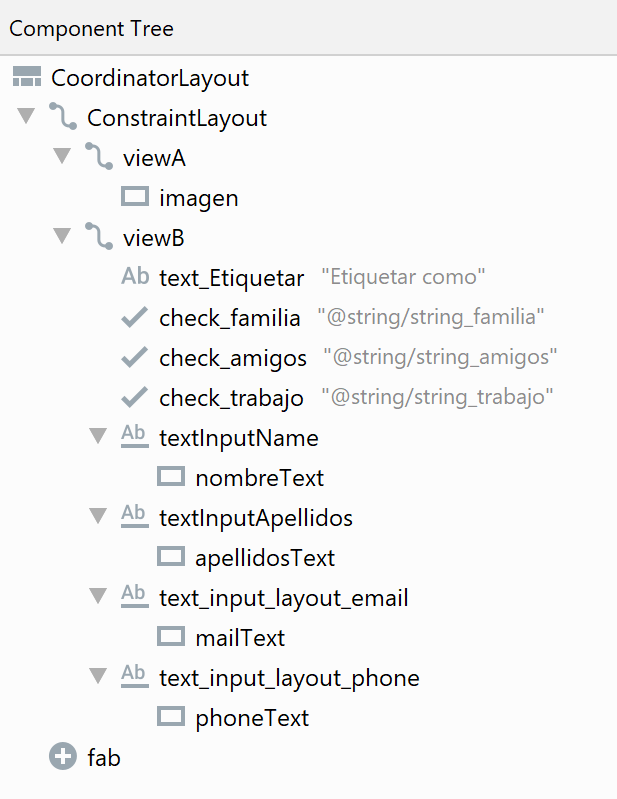 Component Tree
CoordinatorLayout
ConstraintLayout
viewA
imagen
viewB
Ab text_Etiquetar "Etiquetar como"
check_familia "@string/string_familia"
check_amigos "@string/string_amigos"
check_trabajo "@string/string_trabajo"
Ab textInputName
nombreText
Ab textInputApellidos
apellidosText
Ab text_input_layout_email
mailText
Ab text_input_layout_phone
phoneText
fab